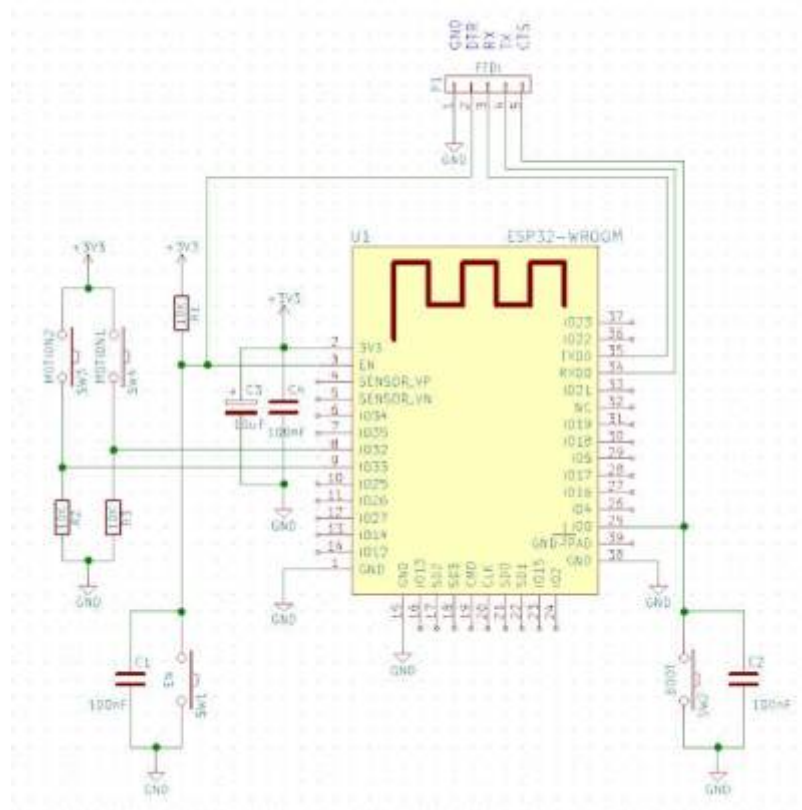 GND
DTR
RX
TX
CTS
FTDI
P1
1
2
3
4
5
GND
U1
ESP32-WROOM
+3V3
+3V3
+3V3
10K
R1
MOTION2
SW3
MOTION1
SW4
C3
10uF
C4
100nF
GND
10K
R2
10K
R3
GND
2
3V3
3
EN
4
SENSOR_VP
5
SENSOR_VN
6
IO34
7
IO35
8
IO32
9
IO33
10
IO25
11
IO26
12
IO27
13
IO14
14
IO12
1
GND
GND
37
IO23
36
IO22
35
TXD0
34
RXD0
33
IO21
32
NC
31
IO19
30
IO18
29
IO5
28
IO17
27
IO16
26
IO4
25
IO0
39
GND-PAD
38
GND
GND
GND
IO13
SD2
SD3
CMD
CLK
SD0
SD1
IO15
IO2
15
16
17
18
19
20
21
22
23
24
GND
C1
100nF
EN
SW1
GND
BOOT
SW2
C2
100nF
GND